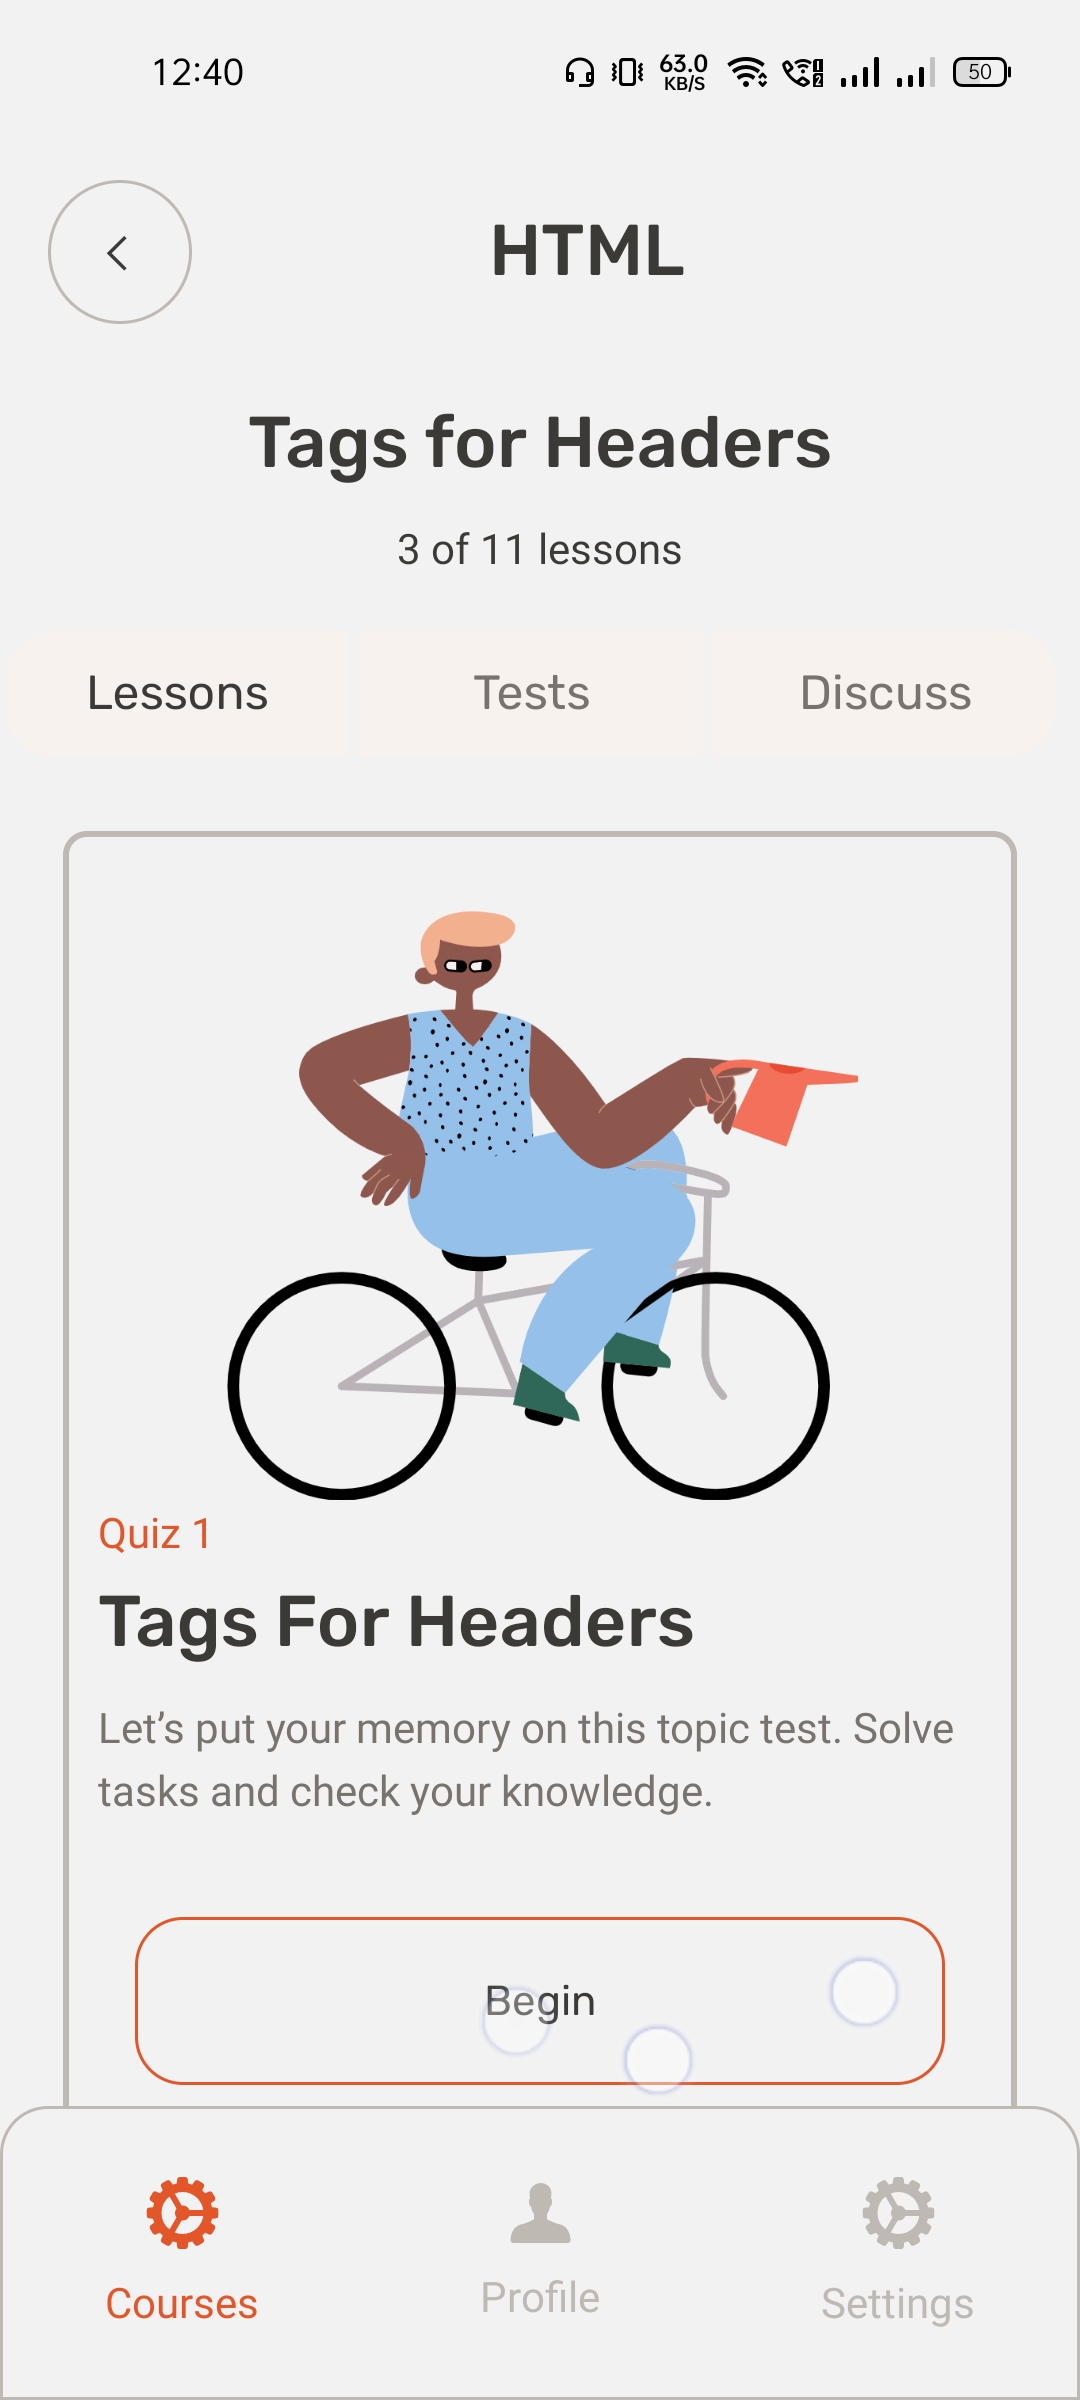 12:40
63.0
KB/S
1
2
50
HTML
Tags for Headers
3 of 11 lessons
Lessons
Tests
Discuss
Quiz 1
Tags For Headers
Let’s put your memory on this topic test. Solve
tasks and check your knowledge.
Begin
Courses
Profile
Settings